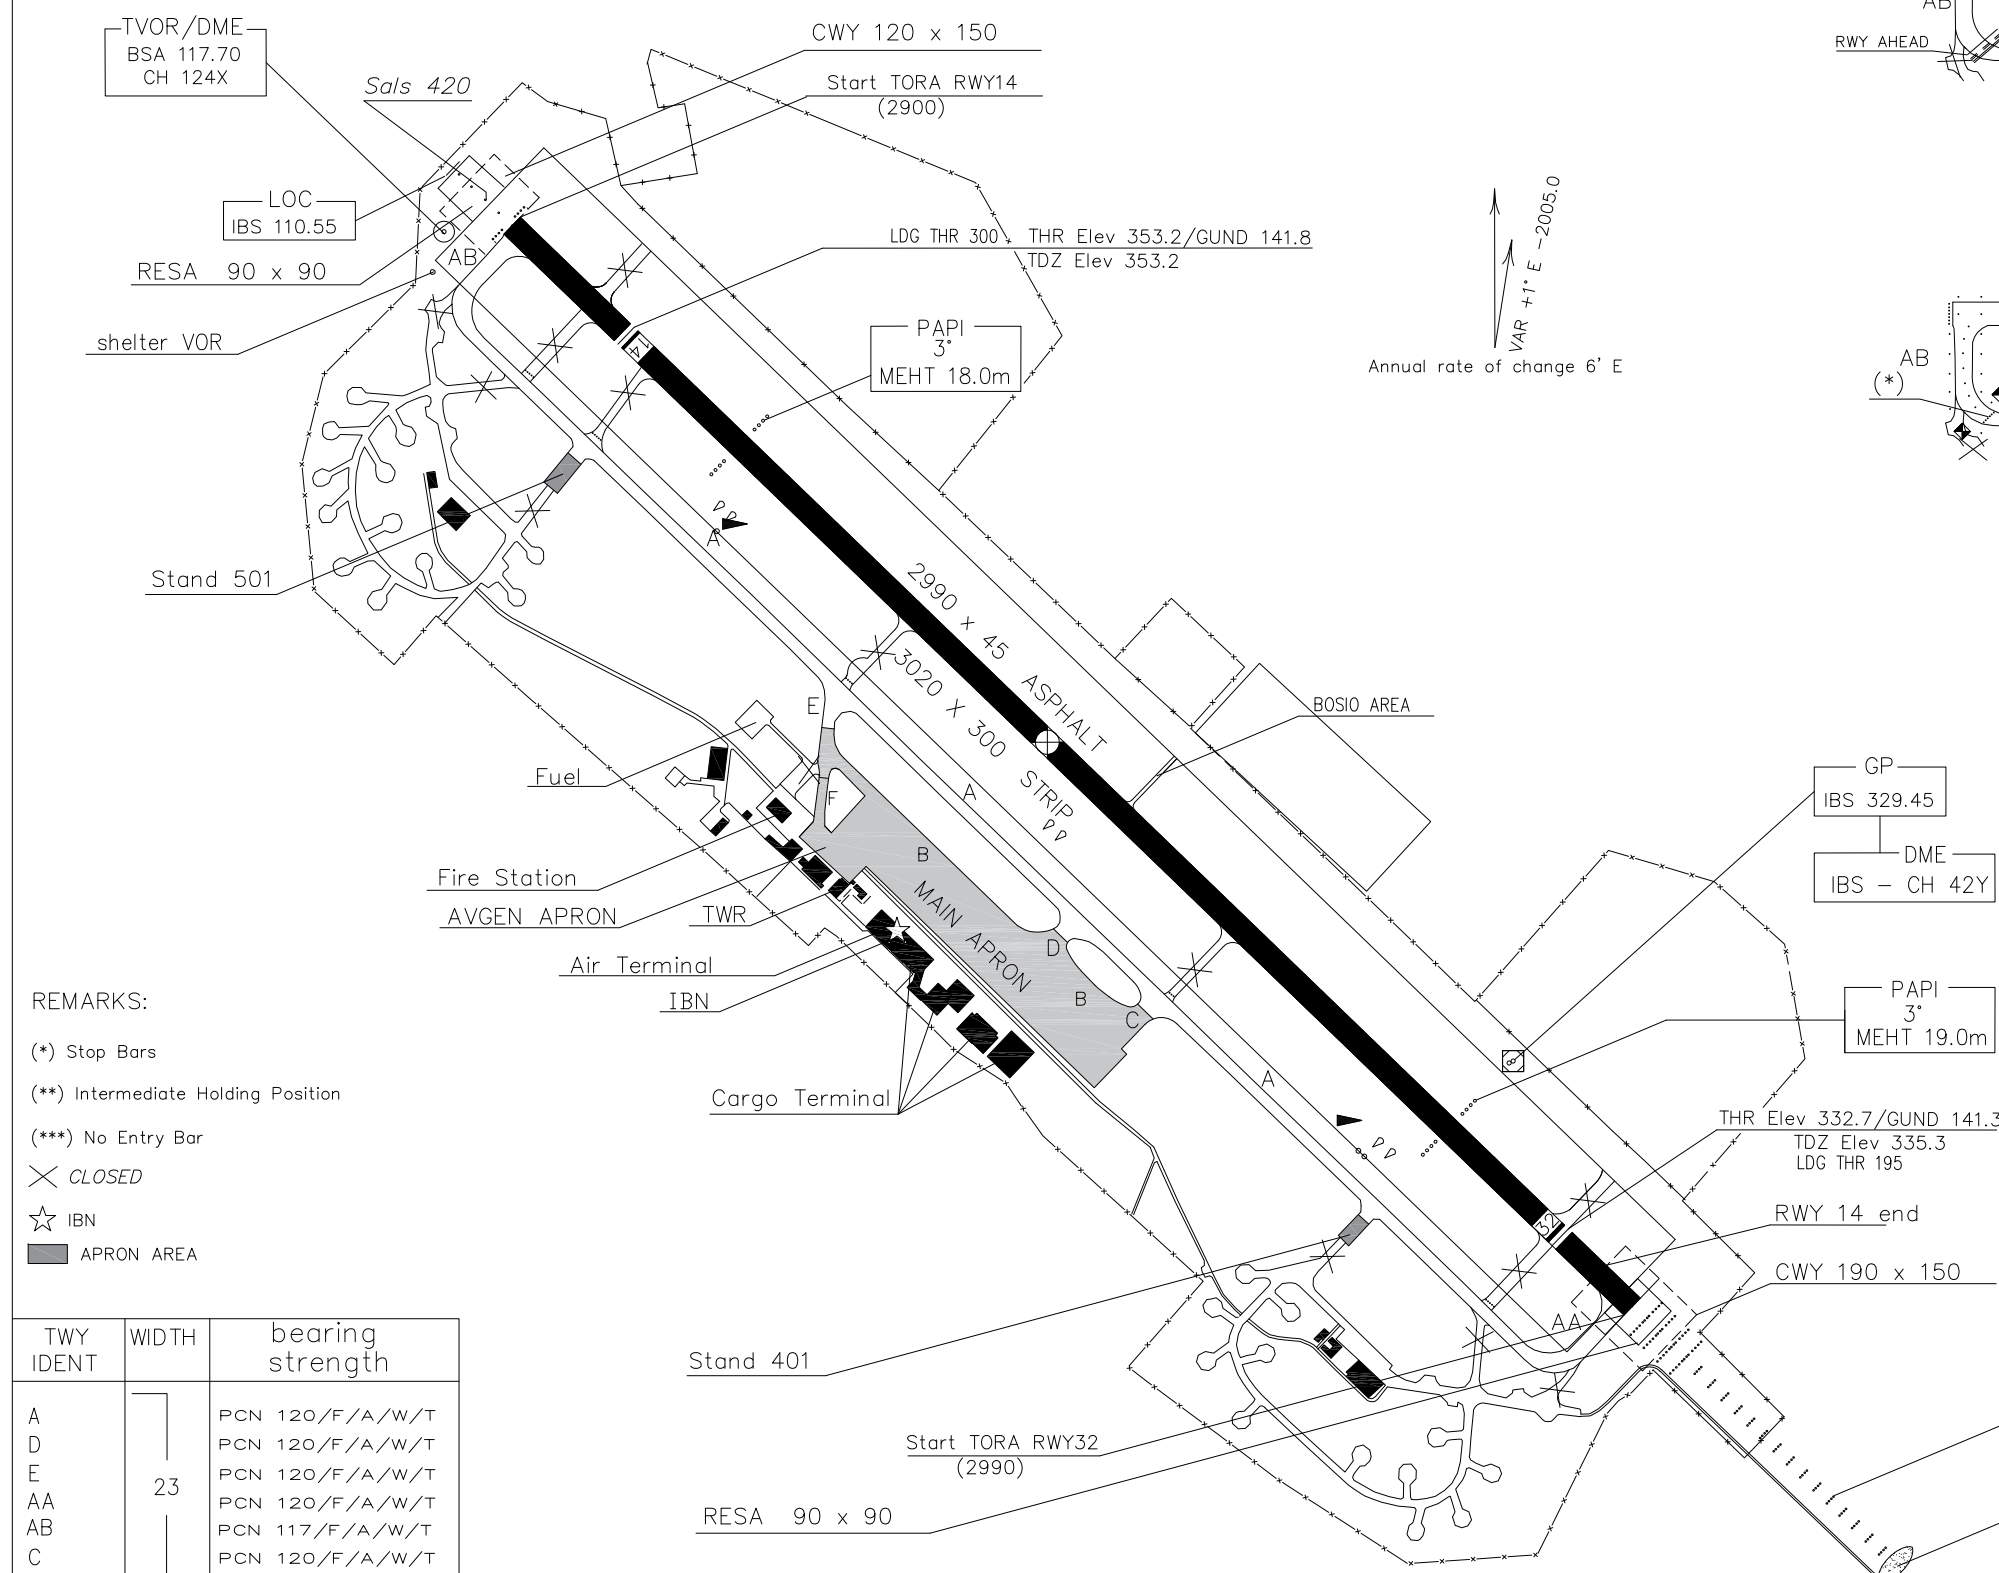 TVOR/DME
BSA 117.70
CH 124X
Sals 420
CWY 120 x 150
Start TORA RWY14
(2900)
AB
RWY AHEAD
LOC
IBS 110.55
AB
RESA 90 x 90
shelter VOR
LDG THR 300
THR Elev 353.2/GUND 141.8
TDZ Elev 353.2
VAR +1° E -2005.0
Annual rate of change 6' E
14
PAPI
3°
MEHT 18.0m
AB
(*)
A
Stand 501
2990 x 45 ASPHALT
3020 X 300 STRIP
E
BOSIO AREA
Fuel
F
A
B
MAIN APRON
GP
IBS 329.45
DME
IBS - CH 42Y
Fire Station
AVGEN APRON
TWR
Air Terminal
IBN
D
B
C
A
Cargo Terminal
PAPI
3°
MEHT 19.0m
THR Elev 332.7/GUND 141.3
TDZ Elev 335.3
LDG THR 195
32
RWY 14 end
CWY 190 x 150
AA
Stand 401
Start TORA RWY32
(2990)
RESA 90 x 90
REMARKS:
(*) Stop Bars
(**) Intermediate Holding Position
(***) No Entry Bar
CLOSED
IBN
APRON AREA
TWY IDENT WIDTH bearing strength
A PCN 120/F/A/W/T
D PCN 120/F/A/W/T
E PCN 120/F/A/W/T
23
AA PCN 120/F/A/W/T
AB PCN 117/F/A/W/T
C PCN 120/F/A/W/T